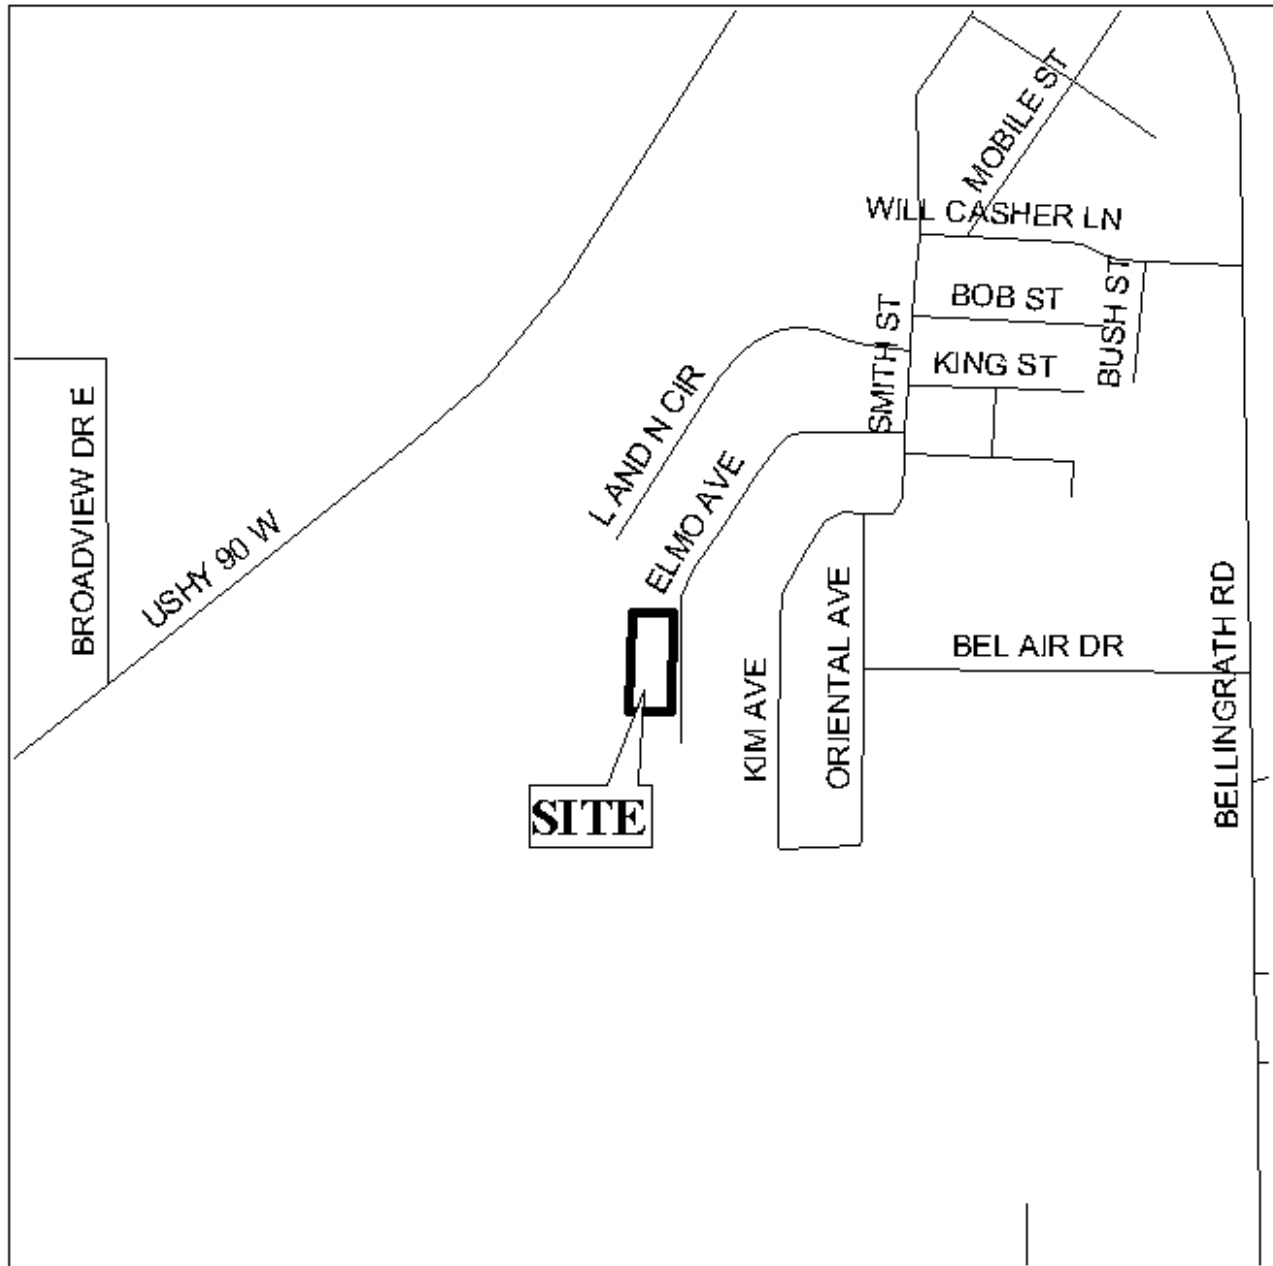 MOBILE ST
WILL CASHER LN
BOB ST
BUSH ST
SMITH ST
KING ST
LAND N CIR
BROADVIEW DR E
ELMO AVE
USHY 90 W
ORIENTAL AVE
BEL AIR DR
BELLINGRATH RD
KIM AVE
SITE